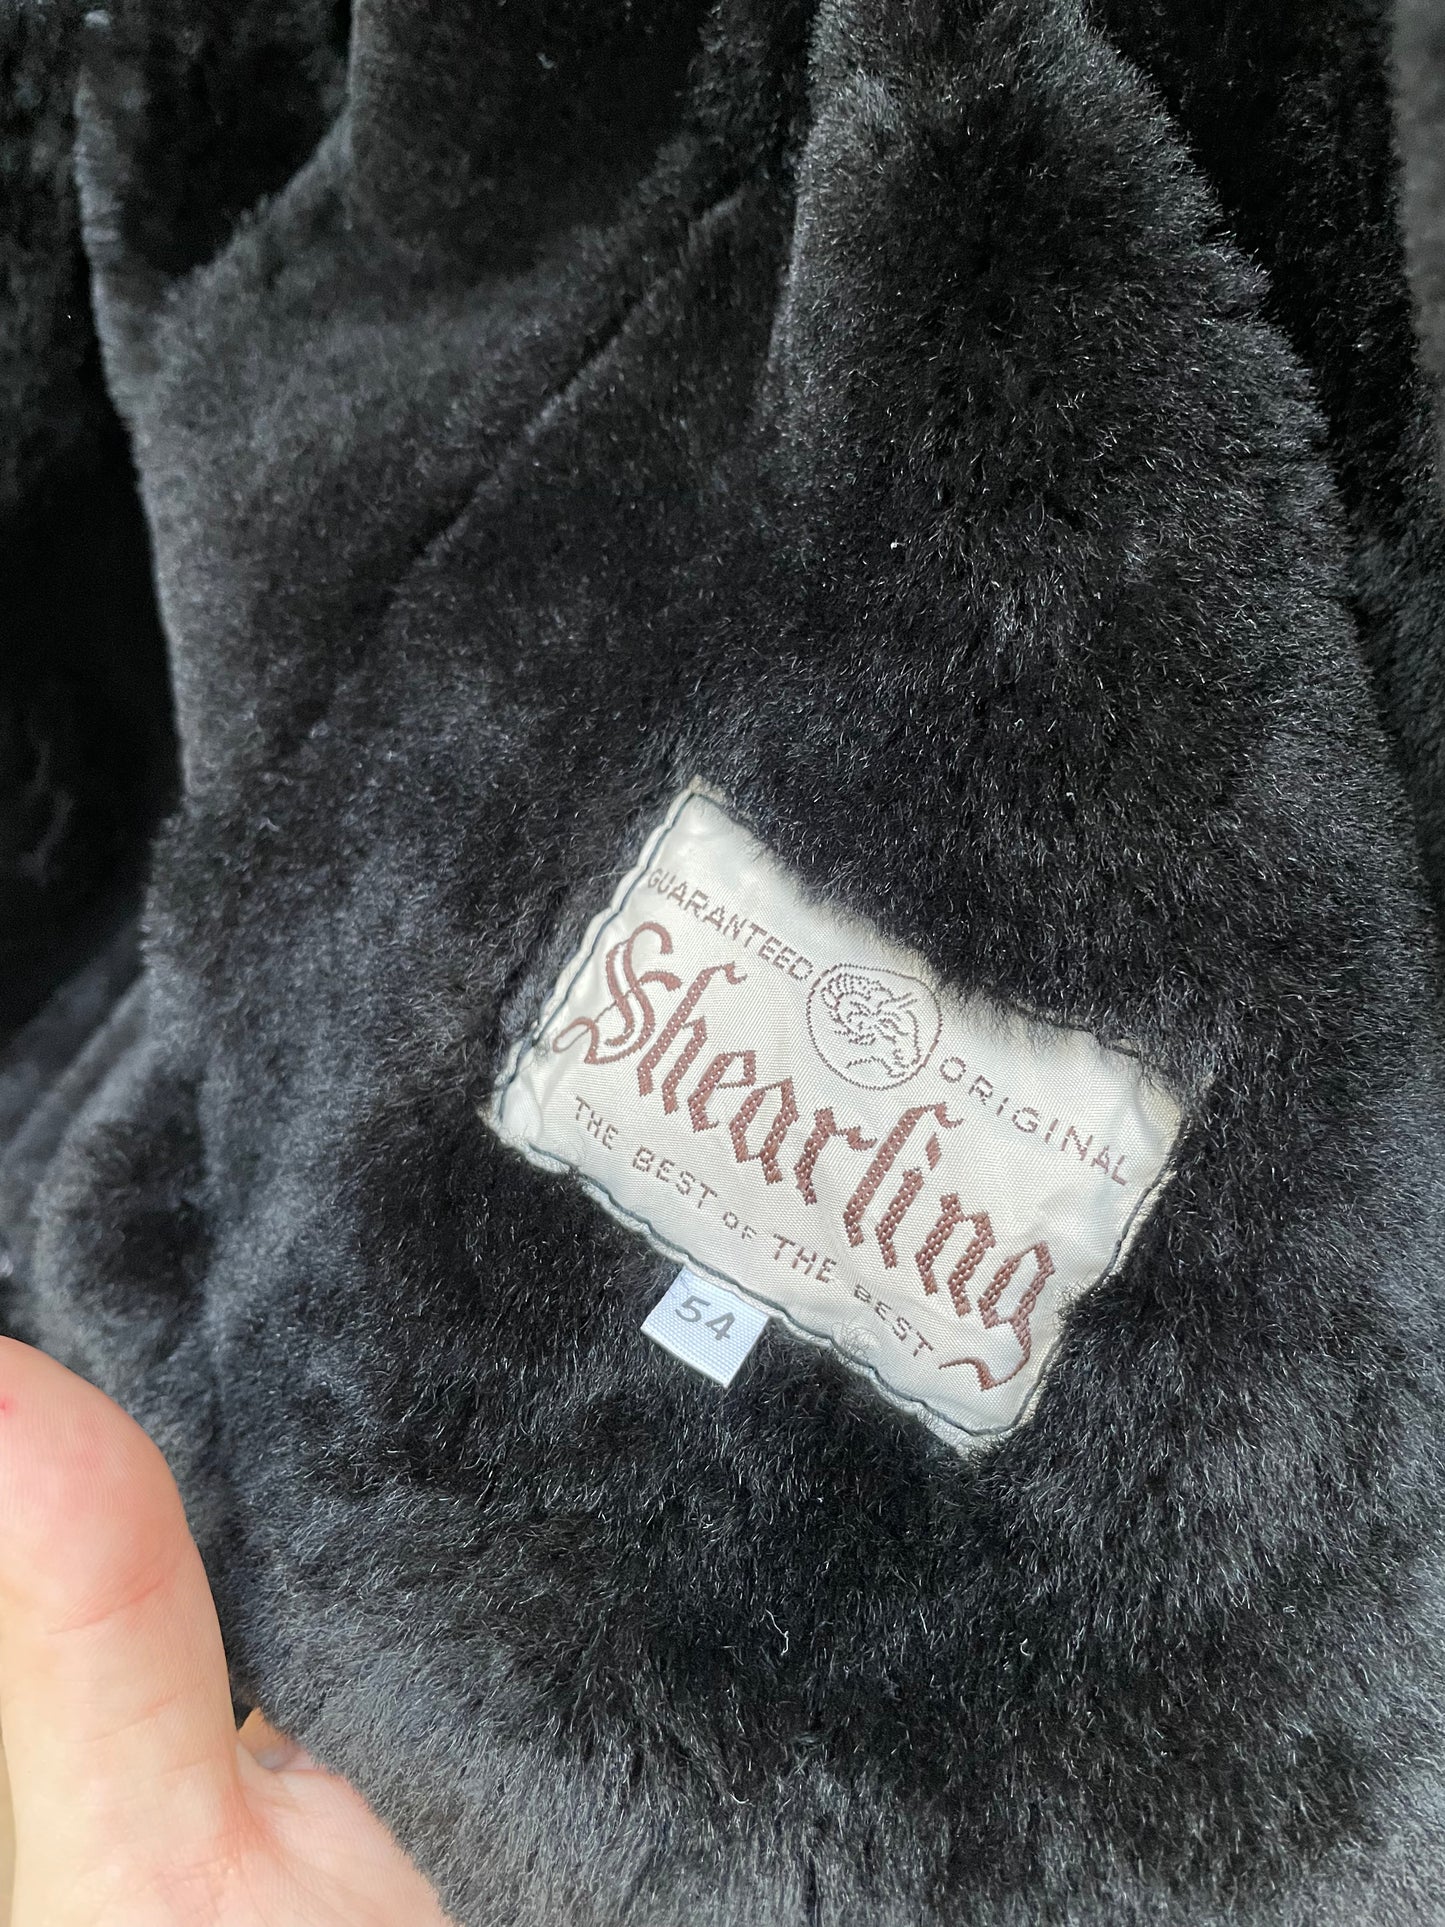 GUARANTEED ORIGINAL
Shearling
THE BEST OF THE BEST
54